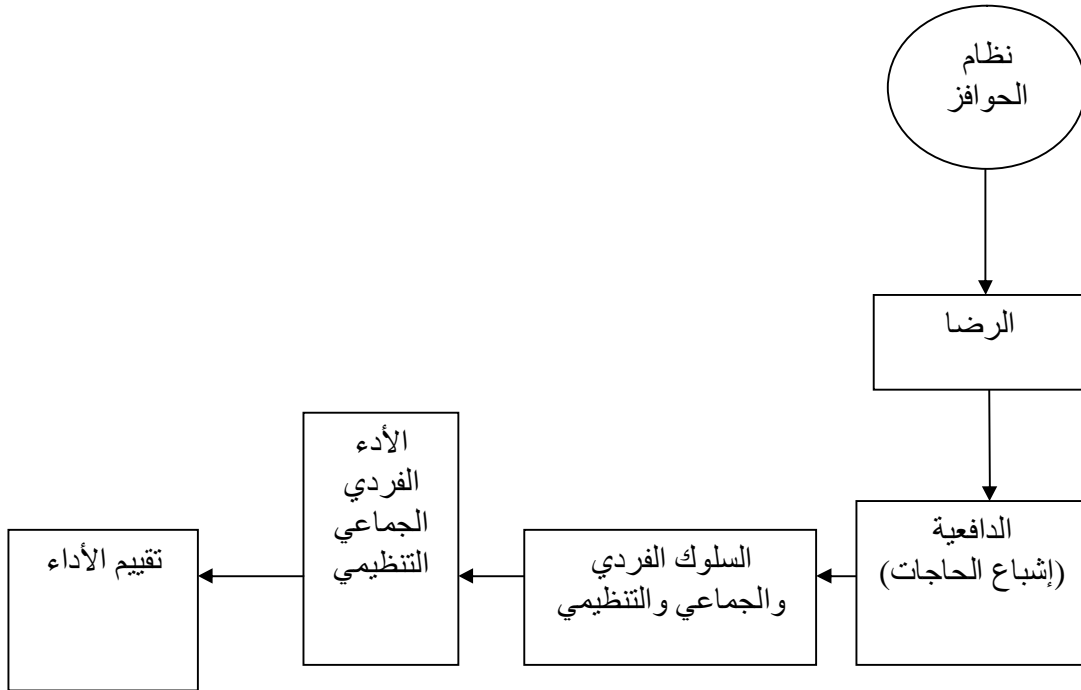 نظام
الحوافز
الرضا
الدافعية
(إشباع الحاجات)
السلوك الفردي
والجماعي والتنظيمي
الأدء
الفردي
الجماعي
التنظيمي
تقييم الأداء